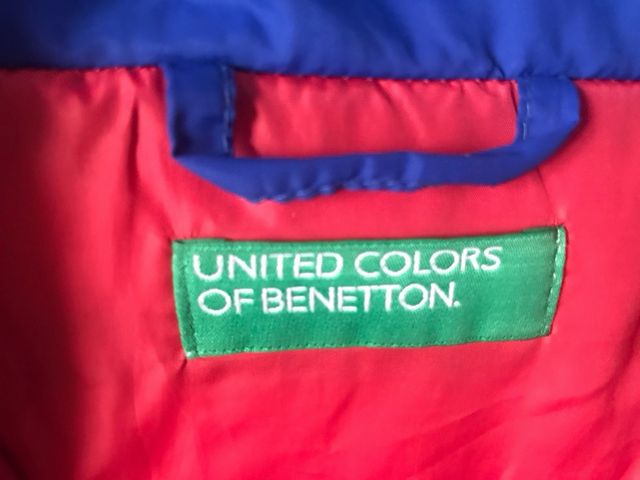 UNITED COLORS
OF BENETTON.